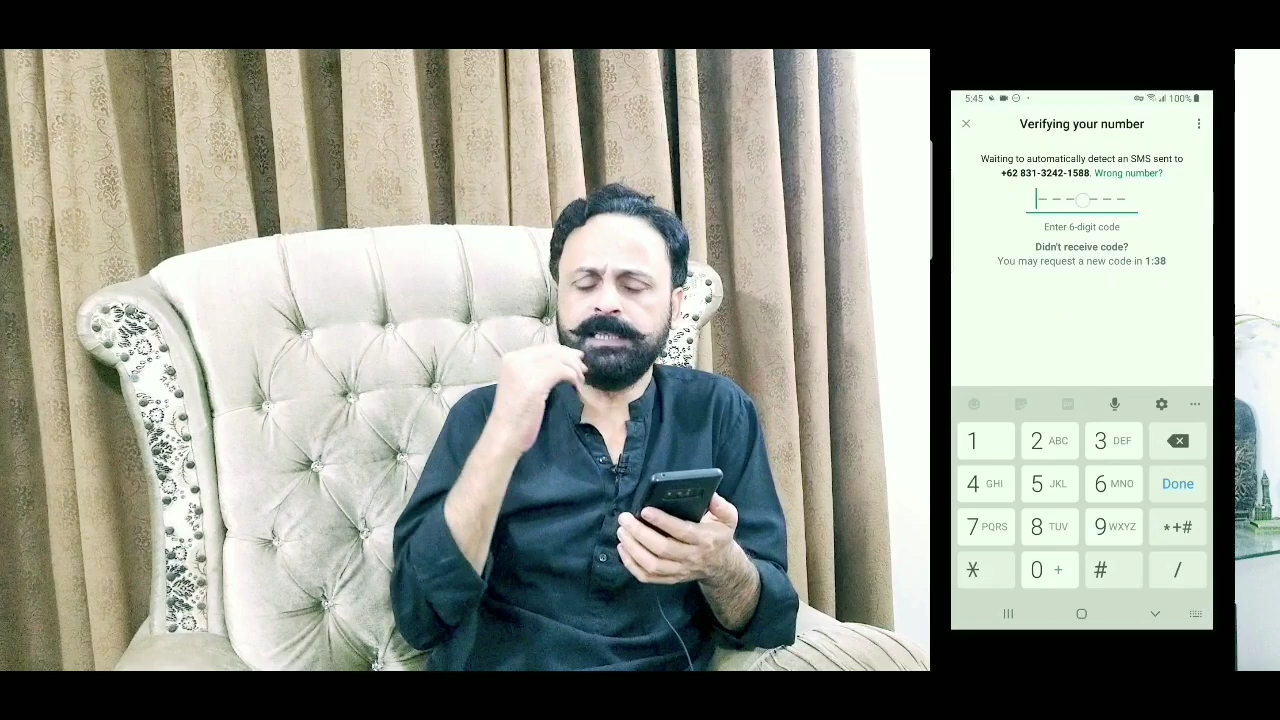 5:45
100%
Verifying your number
Waiting to automatically detect an SMS sent to
+62 831-3242-1588. Wrong number?
Enter 6-digit code
Didn't receive code?
You may request a new code in 1:38
1
2 ABC
3 DEF
4 GHI
5 JKL
6 MNO
Done
7 PQRS
8 TUV
9 WXYZ
*+#
*
0 +
#
/